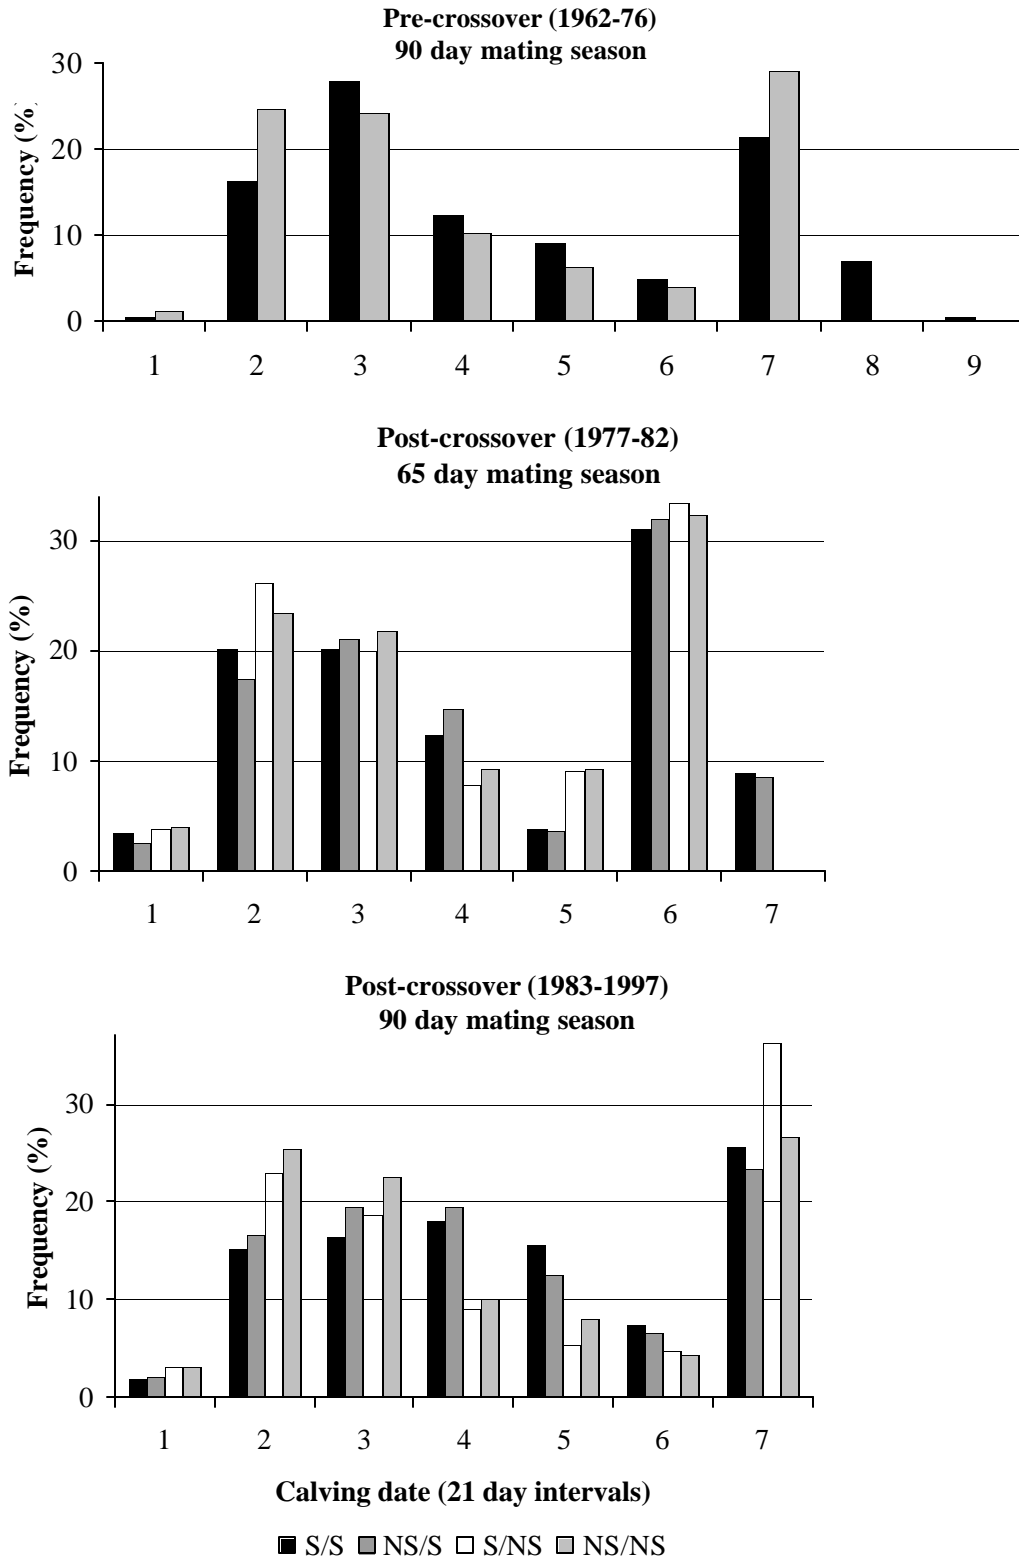 Pre-crossover (1962-76)
90 day mating season
Frequency (%)
30
20
10
0
1 2 3 4 5 6 7 8 9
Post-crossover (1977-82)
65 day mating season
Frequency (%)
30
20
10
0
1 2 3 4 5 6 7
Post-crossover (1983-1997)
90 day mating season
Frequency (%)
30
20
10
0
1 2 3 4 5 6 7
Calving date (21 day intervals)
S/S NS/S S/NS NS/NS